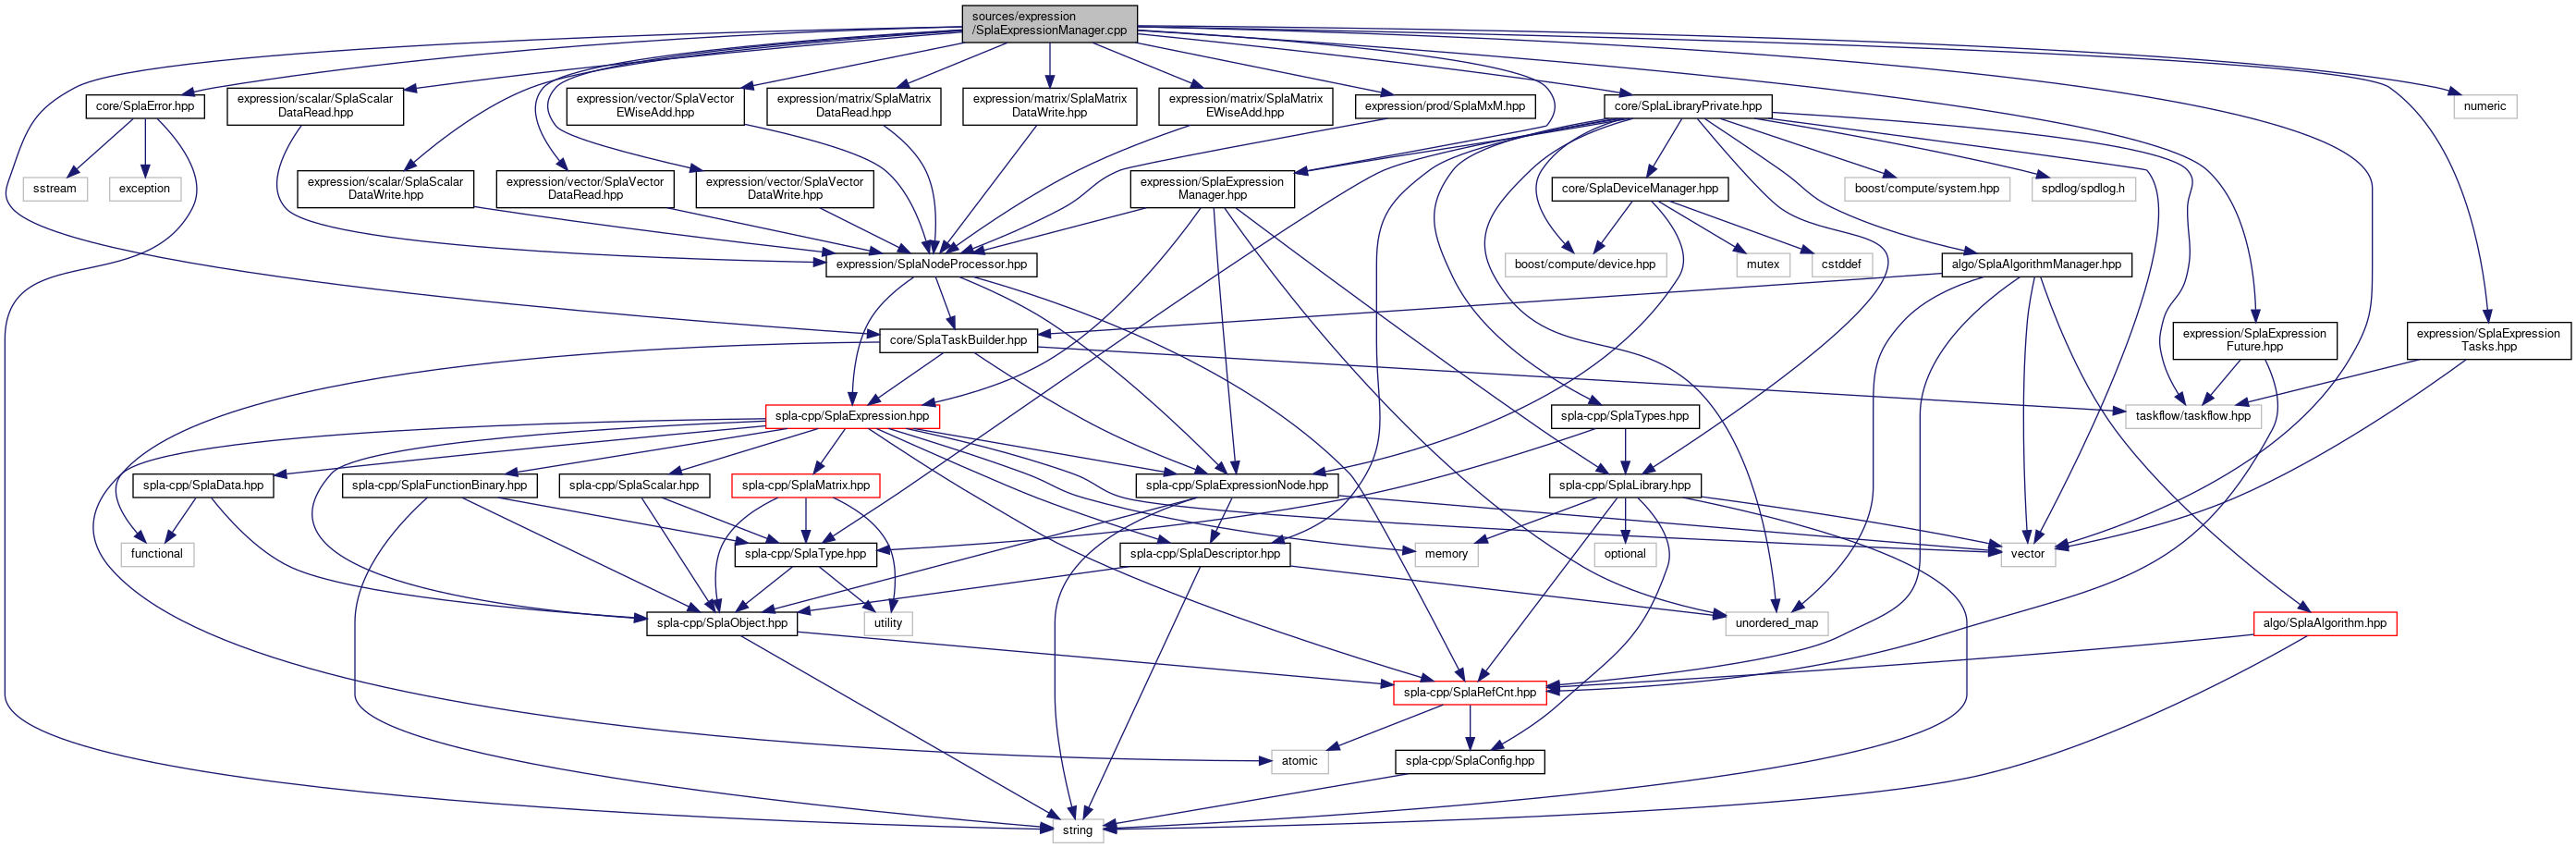 sources/expression
/SplaExpressionManager.cpp
core/SplaError.hpp
expression/scalar/SplaScalar
DataRead.hpp
expression/vector/SplaVector
EWiseAdd.hpp
expression/matrix/SplaMatrix
DataRead.hpp
expression/matrix/SplaMatrix
DataWrite.hpp
expression/matrix/SplaMatrix
EWiseAdd.hpp
expression/prod/SplaMxM.hpp
core/SplaLibraryPrivate.hpp
numeric
sstream
exception
expression/scalar/SplaScalar
DataWrite.hpp
expression/vector/SplaVector
DataRead.hpp
expression/vector/SplaVector
DataWrite.hpp
expression/SplaExpression
Manager.hpp
core/SplaDeviceManager.hpp
boost/compute/system.hpp
spdlog/spdlog.h
expression/SplaNodeProcessor.hpp
boost/compute/device.hpp
mutex
cstddef
algo/SplaAlgorithmManager.hpp
core/SplaTaskBuilder.hpp
expression/SplaExpression
Future.hpp
expression/SplaExpression
Tasks.hpp
spla-cpp/SplaExpression.hpp
spla-cpp/SplaTypes.hpp
taskflow/taskflow.hpp
spla-cpp/SplaData.hpp
spla-cpp/SplaFunctionBinary.hpp
spla-cpp/SplaScalar.hpp
spla-cpp/SplaMatrix.hpp
spla-cpp/SplaExpressionNode.hpp
spla-cpp/SplaLibrary.hpp
functional
spla-cpp/SplaType.hpp
spla-cpp/SplaDescriptor.hpp
memory
optional
vector
spla-cpp/SplaObject.hpp
utility
unordered_map
algo/SplaAlgorithm.hpp
spla-cpp/SplaRefCnt.hpp
atomic
spla-cpp/SplaConfig.hpp
string